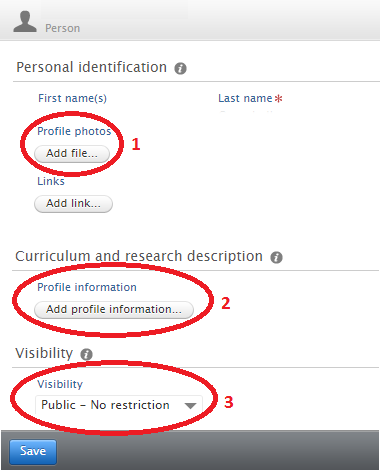 Person
Personal identification
First name(s) Last name *
Profile photos
Add file... 1
Links
Add link...
Curriculum and research description
Profile information
Add profile information... 2
Visibility
Visibility
Public – No restriction 3
Save